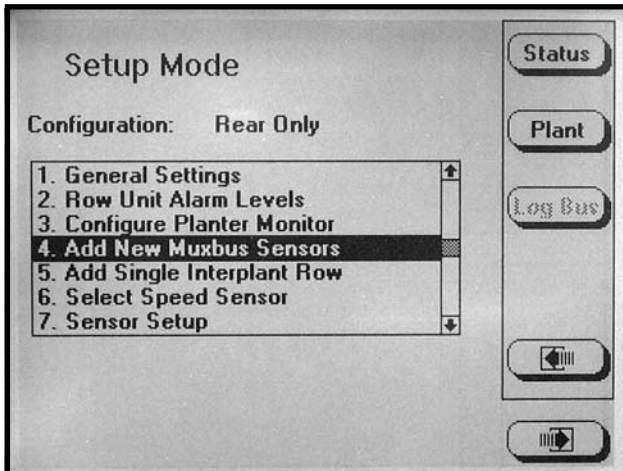 Setup Mode
Status
Configuration: Rear Only
Plant
1. General Settings
2. Row Unit Alarm Levels
3. Configure Planter Monitor
4. Add New Muxbus Sensors
5. Add Single Interplant Row
6. Select Speed Sensor
7. Sensor Setup
Log Bus